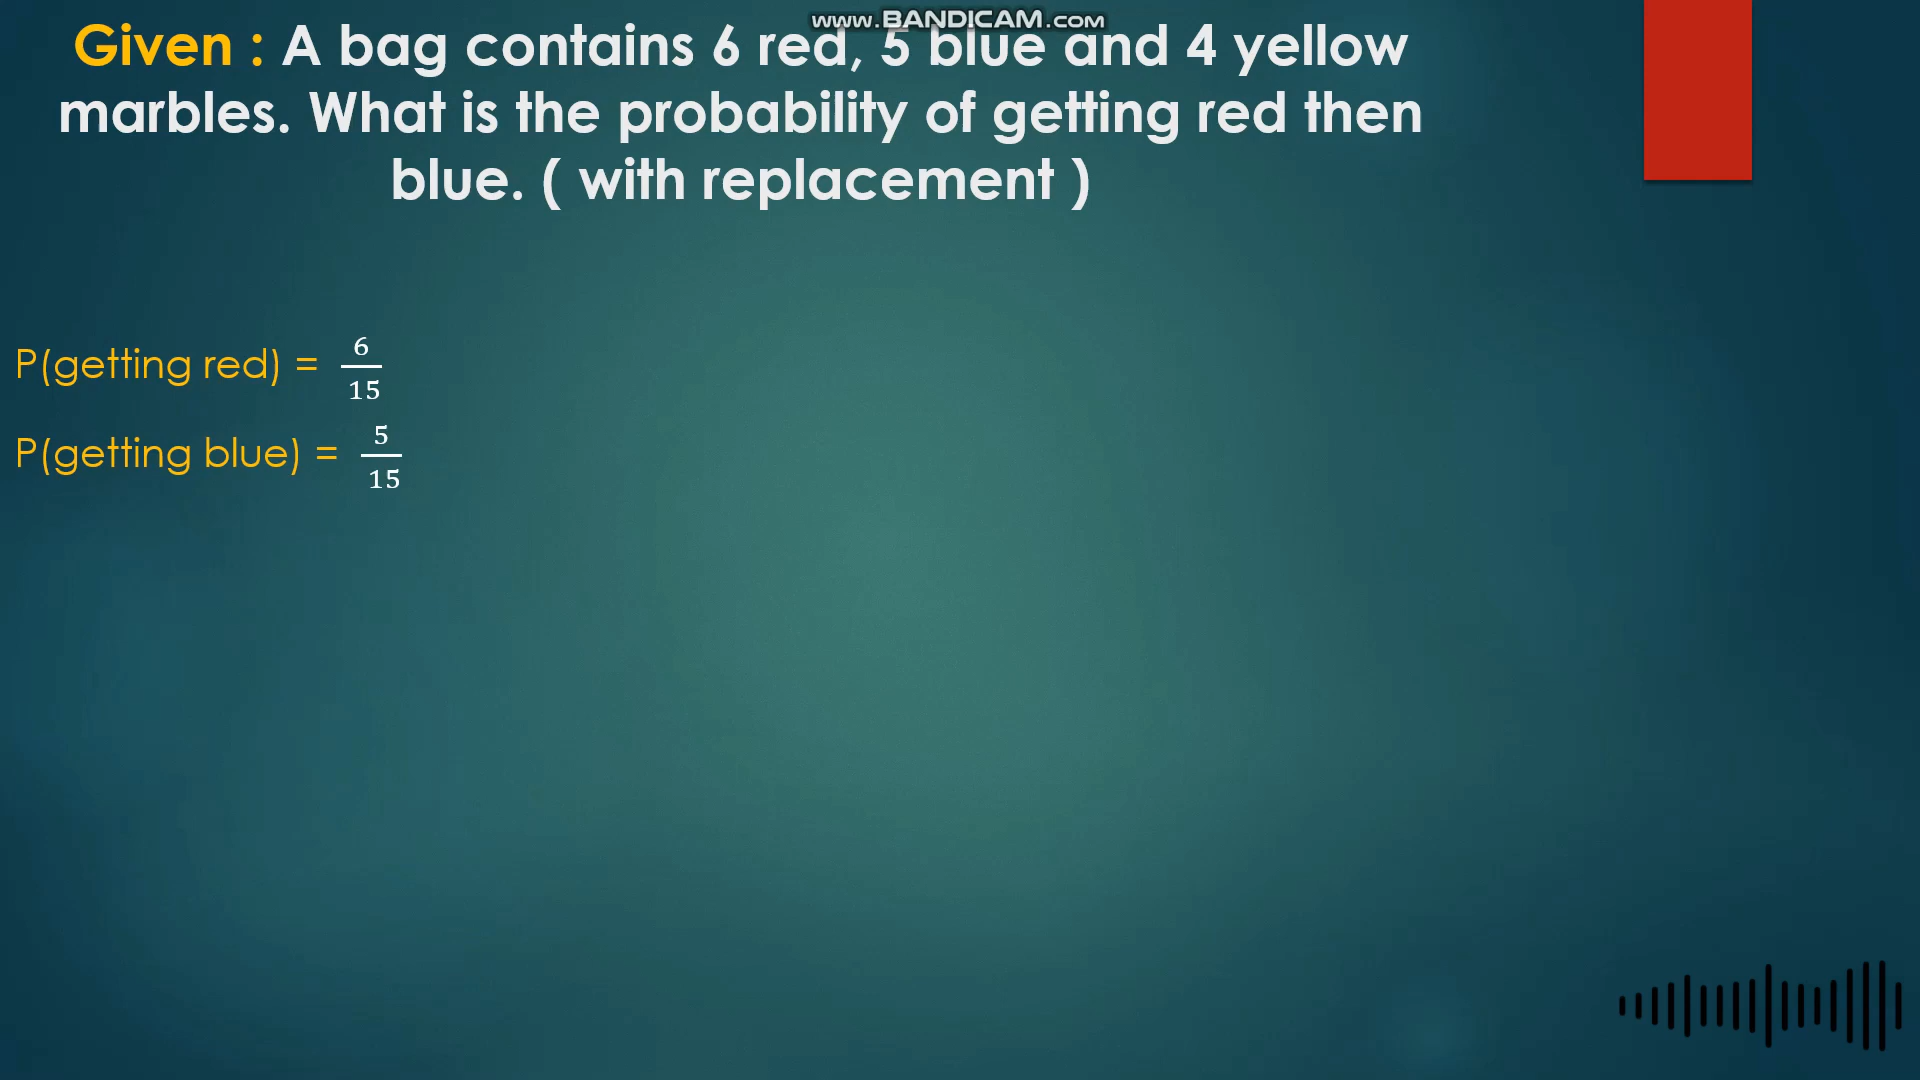 www.BANDICAM.com
Given : A bag contains 6 red, 5 blue and 4 yellow
marbles. What is the probability of getting red then
blue. ( with replacement )
P(getting red) = 6/15
P(getting blue) = 5/15